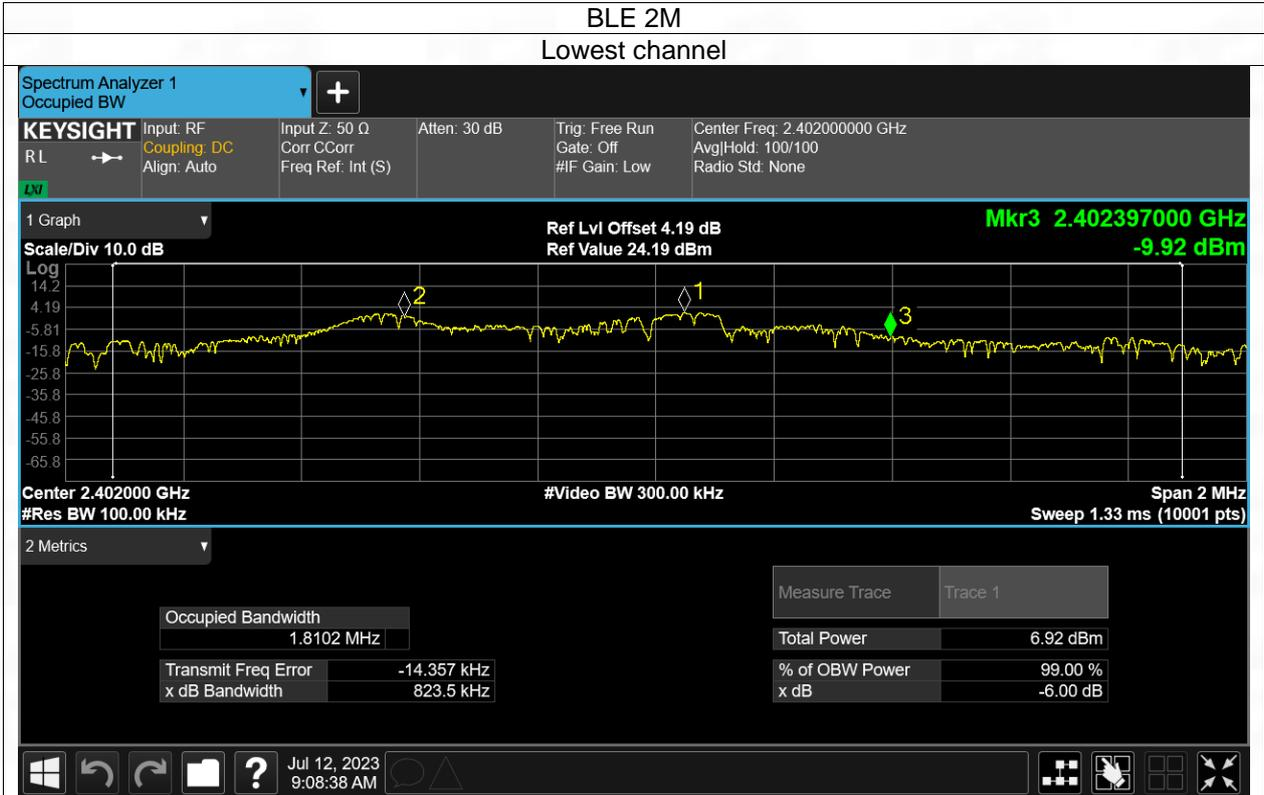 BLE 2M
Lowest channel
Spectrum Analyzer 1
Occupied BW
KEYSIGHT
RL
LXI
Input: RF
Coupling: DC
Align: Auto
Input Z: 50 Ω
Corr CCorr
Freq Ref: Int (S)
Atten: 30 dB
Trig: Free Run
Gate: Off
#IF Gain: Low
Center Freq: 2.402000000 GHz
Avg|Hold: 100/100
Radio Std: None
1 Graph
Scale/Div 10.0 dB
Ref Lvl Offset 4.19 dB
Ref Value 24.19 dBm
Mkr3 2.402397000 GHz
-9.92 dBm
Log
14.2
4.19
-5.81
-15.8
-25.8
-35.8
-45.8
-55.8
-65.8
2
1
3
Center 2.402000 GHz
#Res BW 100.00 kHz
#Video BW 300.00 kHz
Span 2 MHz
Sweep 1.33 ms (10001 pts)
2 Metrics
Measure Trace Trace 1
Occupied Bandwidth
1.8102 MHz
Total Power 6.92 dBm
Transmit Freq Error -14.357 kHz
% of OBW Power 99.00 %
x dB Bandwidth 823.5 kHz
x dB -6.00 dB
?
Jul 12, 2023
9:08:38 AM